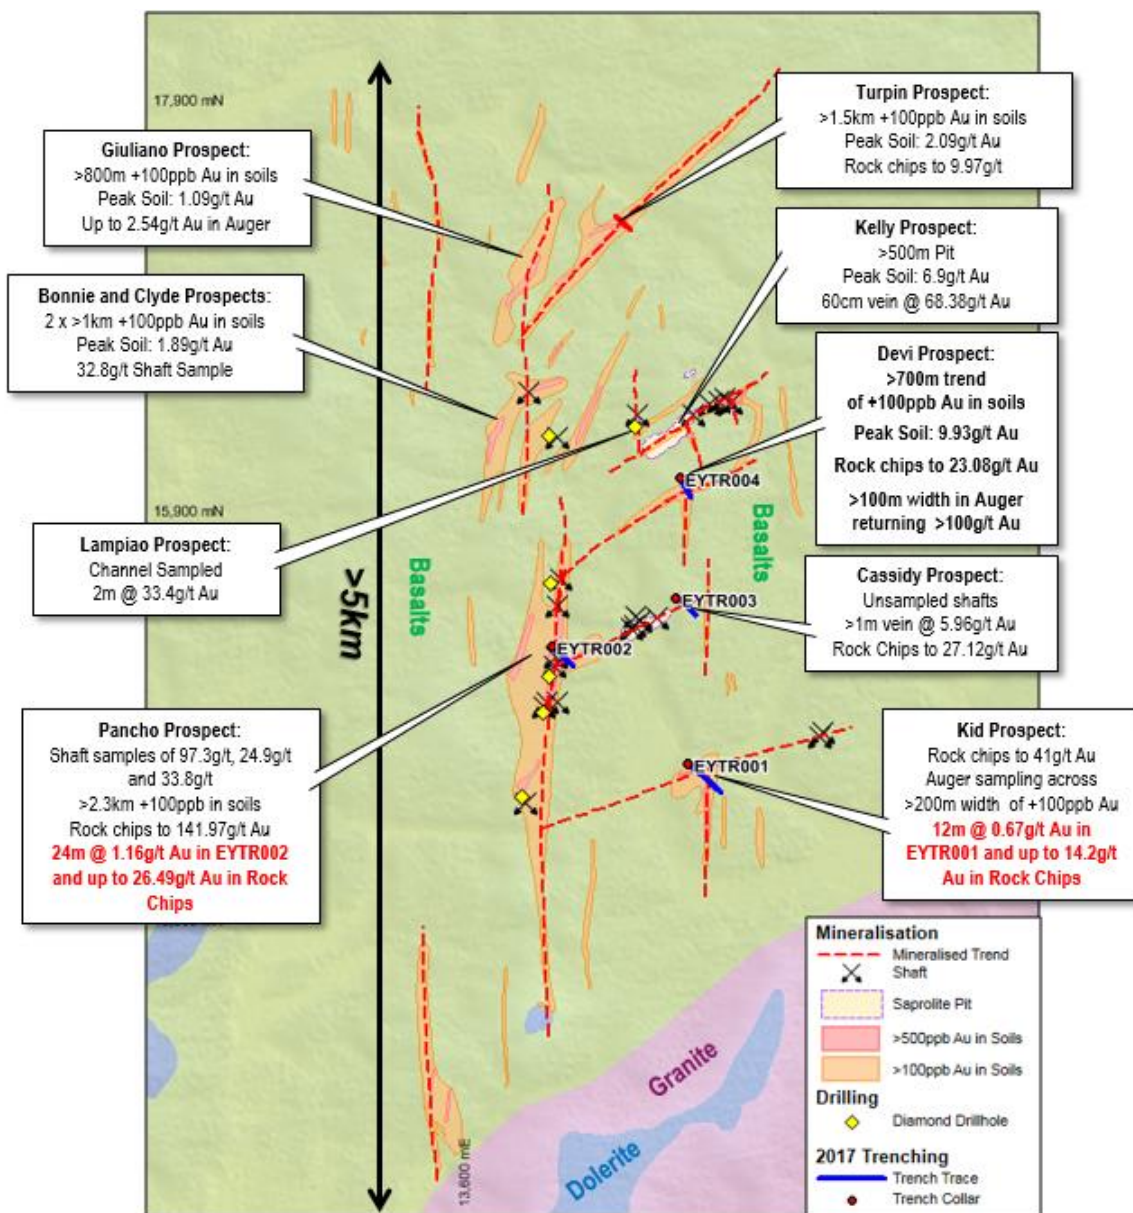 17,900 mN
Giuliano Prospect:
>800m +100ppb Au in soils
Peak Soil: 1.09g/t Au
Up to 2.54g/t Au in Auger
Turpin Prospect:
>1.5km +100ppb Au in soils
Peak Soil: 2.09g/t Au
Rock chips to 9.97g/t
Kelly Prospect:
>500m Pit
Peak Soil: 6.9g/t Au
60cm vein @ 68.38g/t Au
Bonnie and Clyde Prospects:
2 x >1km +100ppb Au in soils
Peak Soil: 1.89g/t Au
32.8g/t Shaft Sample
Devi Prospect:
>700m trend
of +100ppb Au in soils
Peak Soil: 9.93g/t Au
Rock chips to 23.08g/t Au
>100m width in Auger
returning >100g/t Au
EYTR004
15,900 mN
Lampiao Prospect:
Channel Sampled
2m @ 33.4g/t Au
>5km
Basalts
Basalts
Cassidy Prospect:
Unsampled shafts
>1m vein @ 5.96g/t Au
Rock Chips to 27.12g/t Au
EYTR003
EYTR002
Pancho Prospect:
Shaft samples of 97.3g/t, 24.9g/t
and 33.8g/t
>2.3km +100ppb in soils
Rock chips to 141.97g/t Au
24m @ 1.16g/t Au in EYTR002
and up to 26.49g/t Au in Rock
Chips
EYTR001
Kid Prospect:
Rock chips to 41g/t Au
Auger sampling across
>200m width of +100ppb Au
12m @ 0.67g/t Au in
EYTR001 and up to 14.2g/t
Au in Rock Chips
Granite
Dolerite
13,600 mE
Mineralisation
Mineralised Trend
Shaft
Saprolite Pit
>500ppb Au in Soils
>100ppb Au in Soils
Drilling
Diamond Drillhole
2017 Trenching
Trench Trace
Trench Collar